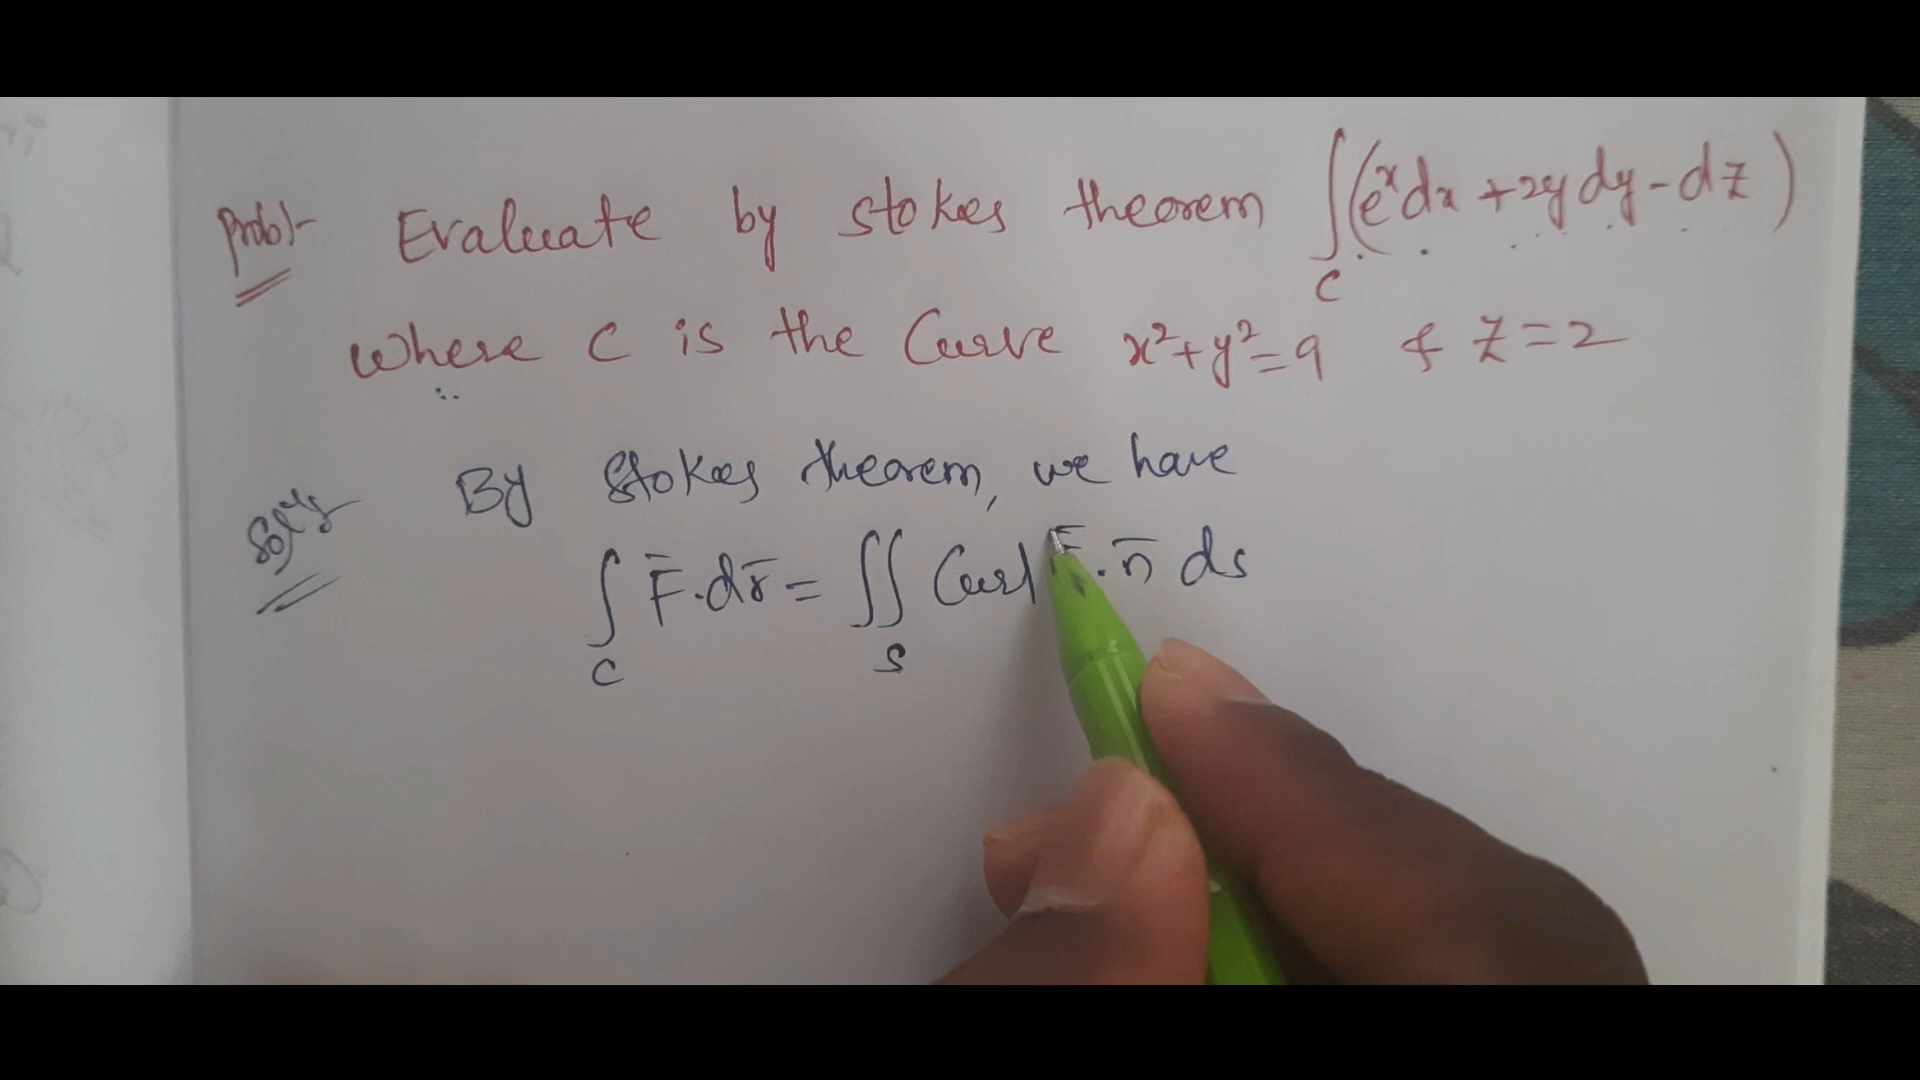 Prob:- Evaluate by stokes theorem ∫_C (e^x dx + 2y dy - dz)
where C is the Curve x²+y²=9 & z=2
Sol:- By Stokes theorem, we have
∫_C F̄.dr̄ = ∬_S Curl F̄.n̄ ds